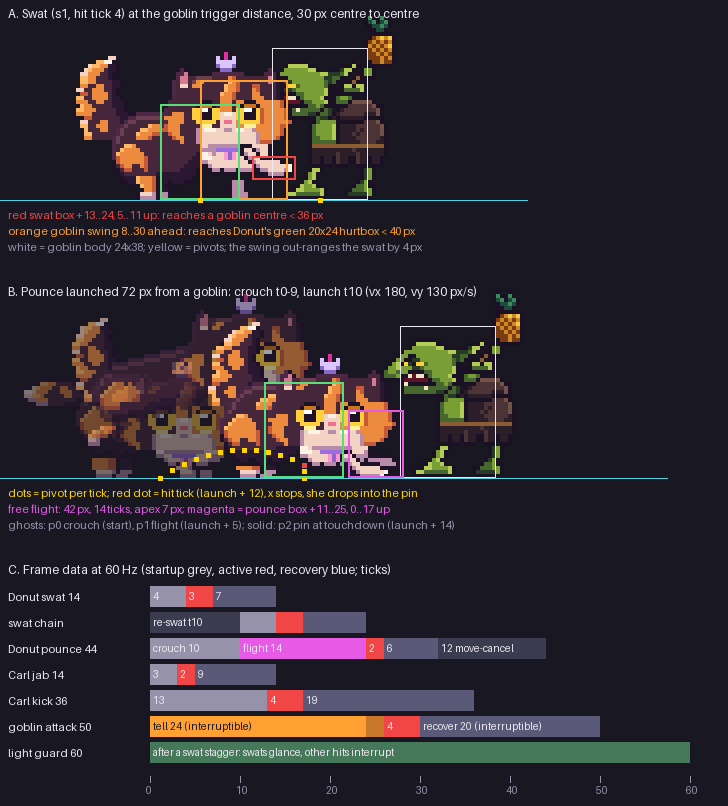 A. Swat (s1, hit tick 4) at the goblin trigger distance, 30 px centre to centre
red swat box +13..24, 5..11 up: reaches a goblin centre < 36 px
orange goblin swing 8..30 ahead: reaches Donut's green 20x24 hurtbox < 40 px
white = goblin body 24x38; yellow = pivots; the swing out-ranges the swat by 4 px
B. Pounce launched 72 px from a goblin: crouch t0-9, launch t10 (vx 180, vy 130 px/s)
dots = pivot per tick; red dot = hit tick (launch + 12), x stops, she drops into the pin
free flight: 42 px, 14 ticks, apex 7 px; magenta = pounce box +11..25, 0..17 up
ghosts: p0 crouch (start), p1 flight (launch + 5); solid: p2 pin at touchdown (launch + 14)
C. Frame data at 60 Hz (startup grey, active red, recovery blue; ticks)
Donut swat 14 4 3 7
swat chain re-swat t10
Donut pounce 44 crouch 10 flight 14 2 6 12 move-cancel
Carl jab 14 3 2 9
Carl kick 36 13 4 19
goblin attack 50 tell 24 (interruptible) 4 recover 20 (interruptible)
light guard 60 after a swat stagger: swats glance, other hits interrupt
0 10 20 30 40 50 60